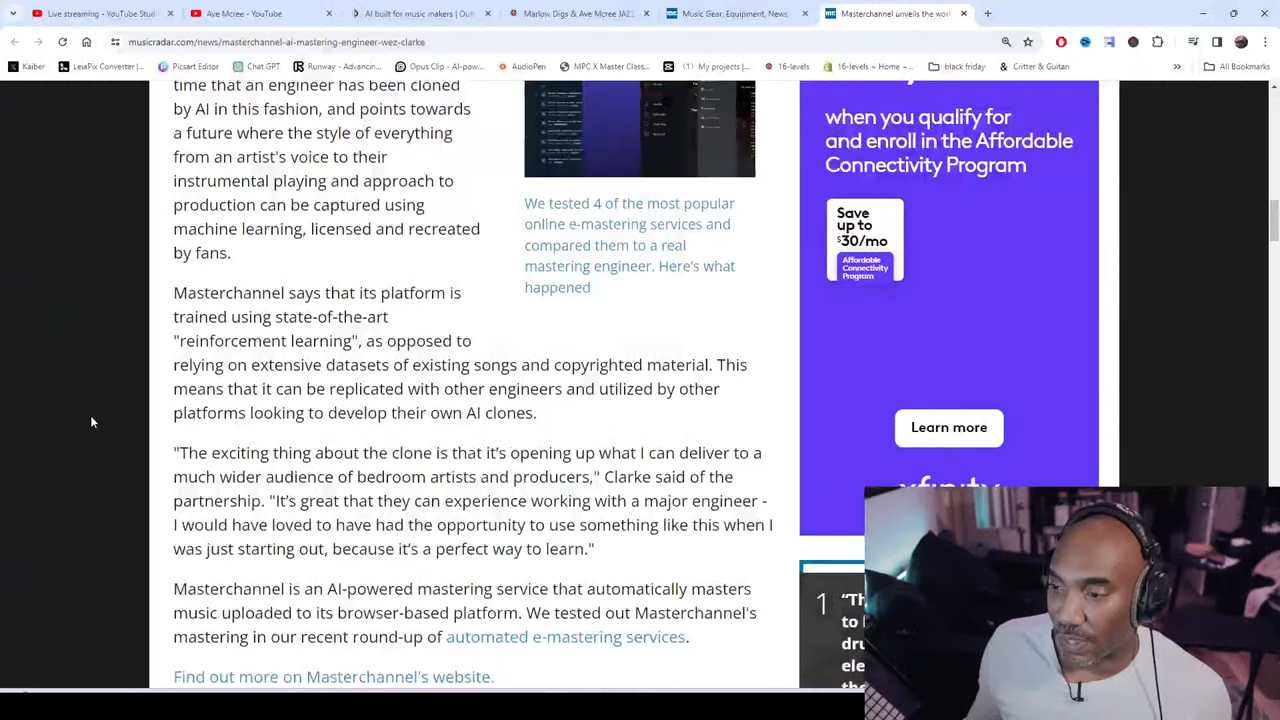 Live streaming - YouTube Stud
Ave Mcree - YouTube
AI built for music makers | Out
Marlow Digs & Ave Mcree JAZZ
Music Gear, Equipment, News
Masterchannel unveils the wor
musicradar.com/news/masterchannel-ai-mastering-engineer-wez-clarke
Kaiber
LeaPix Converter |...
Picsart Editor
Chat GPT
Runway - Advancin...
Opus Clip - AI-pow...
AudioPen
MPC X Master Class...
(1) My projects |...
16-levels
16-levels ~ Home ~...
black friday
Critter & Guitari
All Bookmarks
time that an engineer has been cloned
by AI in this fashion, and points towards
a future where the style of everything
from an artist's voice to their
instrumental playing and approach to
production can be captured using
machine learning, licensed and recreated
by fans.
We tested 4 of the most popular
online e-mastering services and
compared them to a real
mastering engineer. Here's what
happened
Masterchannel says that its platform is
trained using state-of-the-art
"reinforcement learning", as opposed to
relying on extensive datasets of existing songs and copyrighted material. This
means that it can be replicated with other engineers and utilized by other
platforms looking to develop their own AI clones.
"The exciting thing about the clone is that it's opening up what I can deliver to a
much wider audience of bedroom artists and producers," Clarke said of the
partnership. "It's great that they can experience working with a major engineer -
I would have loved to have had the opportunity to use something like this when I
was just starting out, because it's a perfect way to learn."
Masterchannel is an AI-powered mastering service that automatically masters
music uploaded to its browser-based platform. We tested out Masterchannel's
mastering in our recent round-up of automated e-mastering services.
Find out more on Masterchannel's website.
when you qualify for
and enroll in the Affordable
Connectivity Program
Save
up to
$30/mo
Affordable
Connectivity
Program
Learn more
xfinity
1
"Th
to
dru
ele
the